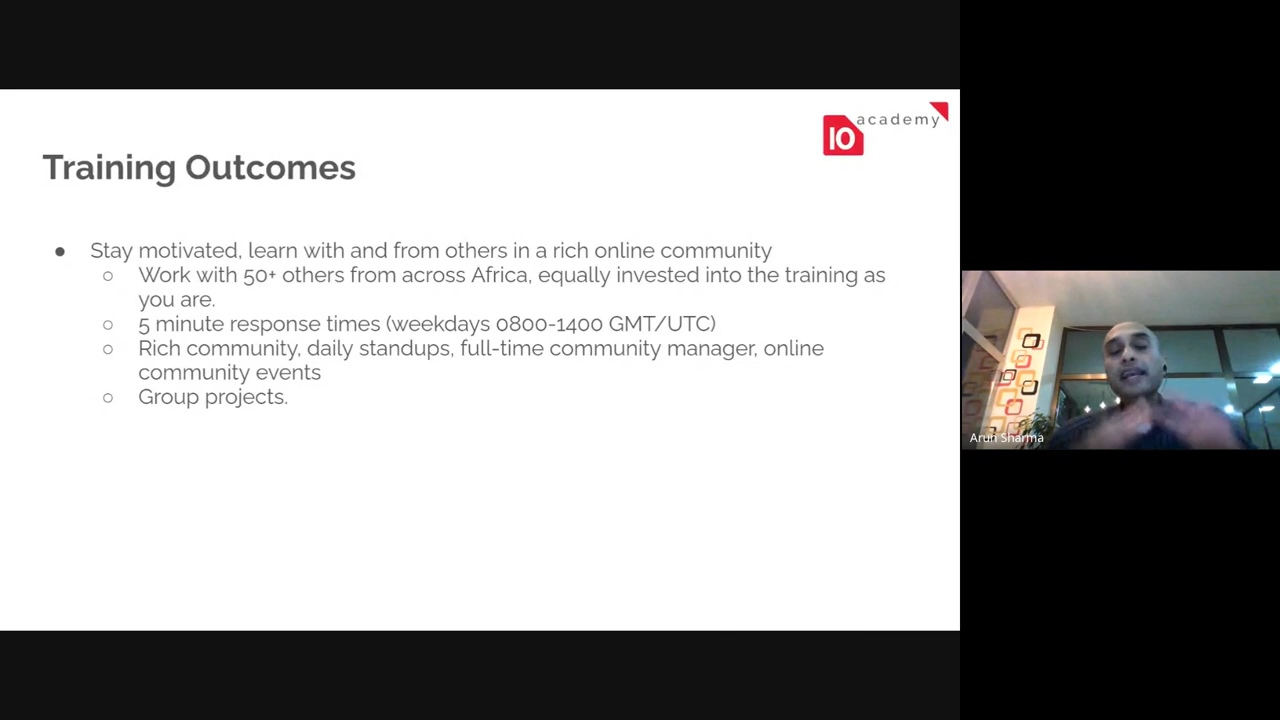 10 academy
Training Outcomes
● Stay motivated, learn with and from others in a rich online community
○ Work with 50+ others from across Africa, equally invested into the training as
you are.
○ 5 minute response times (weekdays 0800-1400 GMT/UTC)
○ Rich community, daily standups, full-time community manager, online
community events
○ Group projects.
Arun Sharma